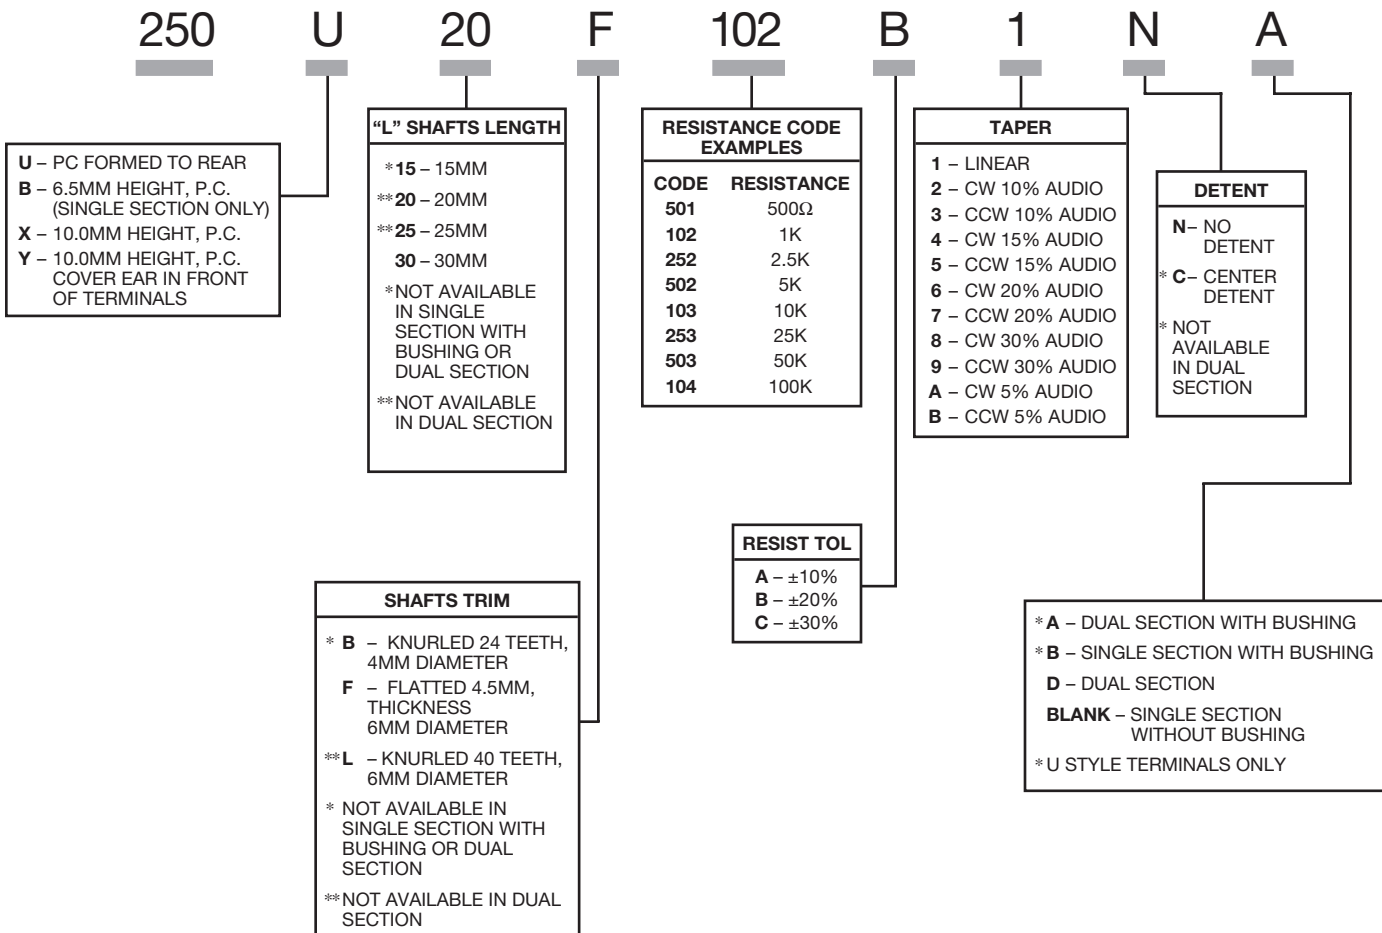 250 U 20 F 102 B 1 N A
U – PC FORMED TO REAR
B – 6.5MM HEIGHT, P.C.
(SINGLE SECTION ONLY)
X – 10.0MM HEIGHT, P.C.
Y – 10.0MM HEIGHT, P.C.
COVER EAR IN FRONT
OF TERMINALS
“L” SHAFTS LENGTH
*15 – 15MM
**20 – 20MM
**25 – 25MM
30 – 30MM
*NOT AVAILABLE
IN SINGLE
SECTION WITH
BUSHING OR
DUAL SECTION
**NOT AVAILABLE
IN DUAL SECTION
SHAFTS TRIM
* B – KNURLED 24 TEETH,
4MM DIAMETER
F – FLATTED 4.5MM,
THICKNESS
6MM DIAMETER
**L – KNURLED 40 TEETH,
6MM DIAMETER
* NOT AVAILABLE IN
SINGLE SECTION WITH
BUSHING OR DUAL
SECTION
**NOT AVAILABLE IN DUAL
SECTION
RESISTANCE CODE
EXAMPLES
CODE RESISTANCE
501 500Ω
102 1K
252 2.5K
502 5K
103 10K
253 25K
503 50K
104 100K
RESIST TOL
A – ±10%
B – ±20%
C – ±30%
TAPER
1 – LINEAR
2 – CW 10% AUDIO
3 – CCW 10% AUDIO
4 – CW 15% AUDIO
5 – CCW 15% AUDIO
6 – CW 20% AUDIO
7 – CCW 20% AUDIO
8 – CW 30% AUDIO
9 – CCW 30% AUDIO
A – CW 5% AUDIO
B – CCW 5% AUDIO
DETENT
N– NO
DETENT
* C– CENTER
DETENT
* NOT
AVAILABLE
IN DUAL
SECTION
*A – DUAL SECTION WITH BUSHING
*B – SINGLE SECTION WITH BUSHING
D – DUAL SECTION
BLANK – SINGLE SECTION
WITHOUT BUSHING
*U STYLE TERMINALS ONLY